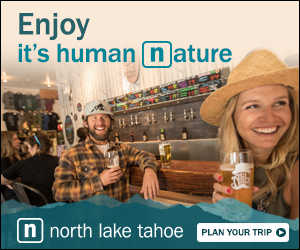 Enjoy
it's human nature
n north lake tahoe
PLAN YOUR TRIP